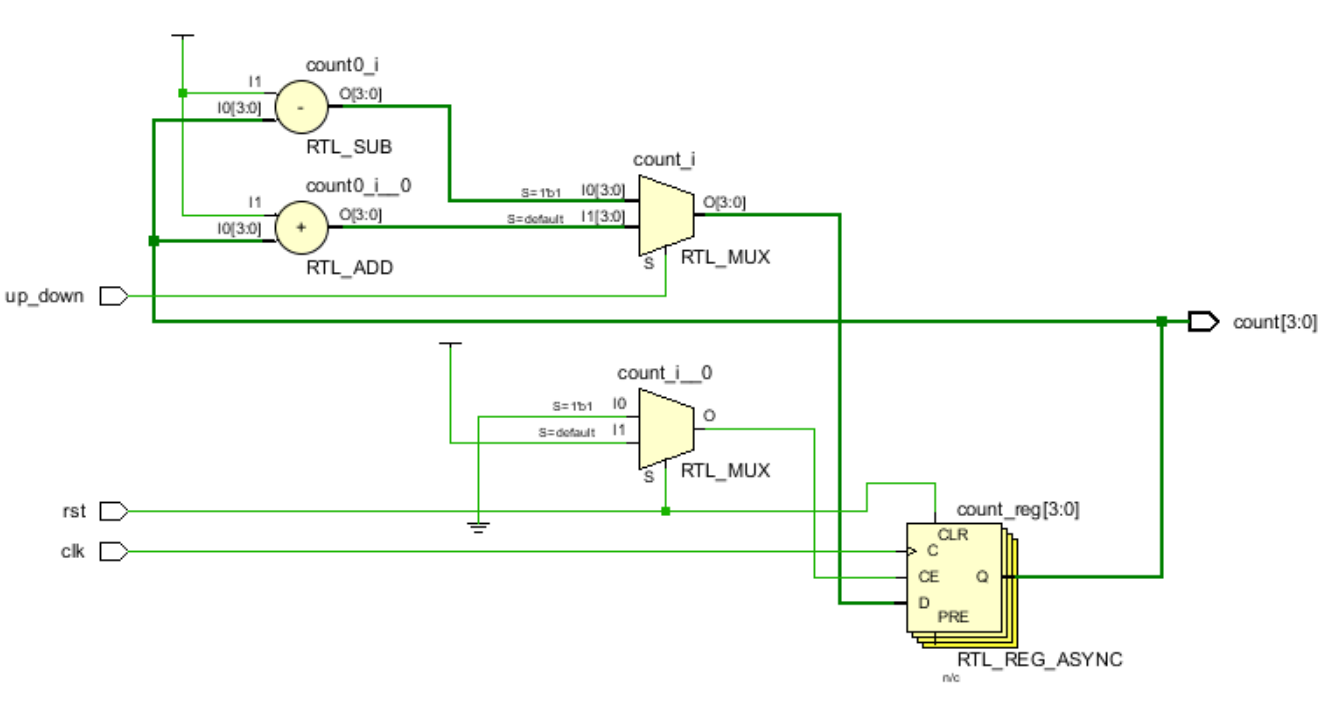 count0_i
I1
O[3:0]
I0[3:0]
-
RTL_SUB
count_i
count0_i__0
S=1'b1
I0[3:0]
I1
O[3:0]
O[3:0]
S=default
I1[3:0]
I0[3:0]
+
RTL_MUX
S
RTL_ADD
up_down
count[3:0]
count_i__0
S=1'b1
I0
O
S=default
I1
RTL_MUX
S
rst
count_reg[3:0]
CLR
clk
C
CE
Q
D
PRE
RTL_REG_ASYNC
n/c